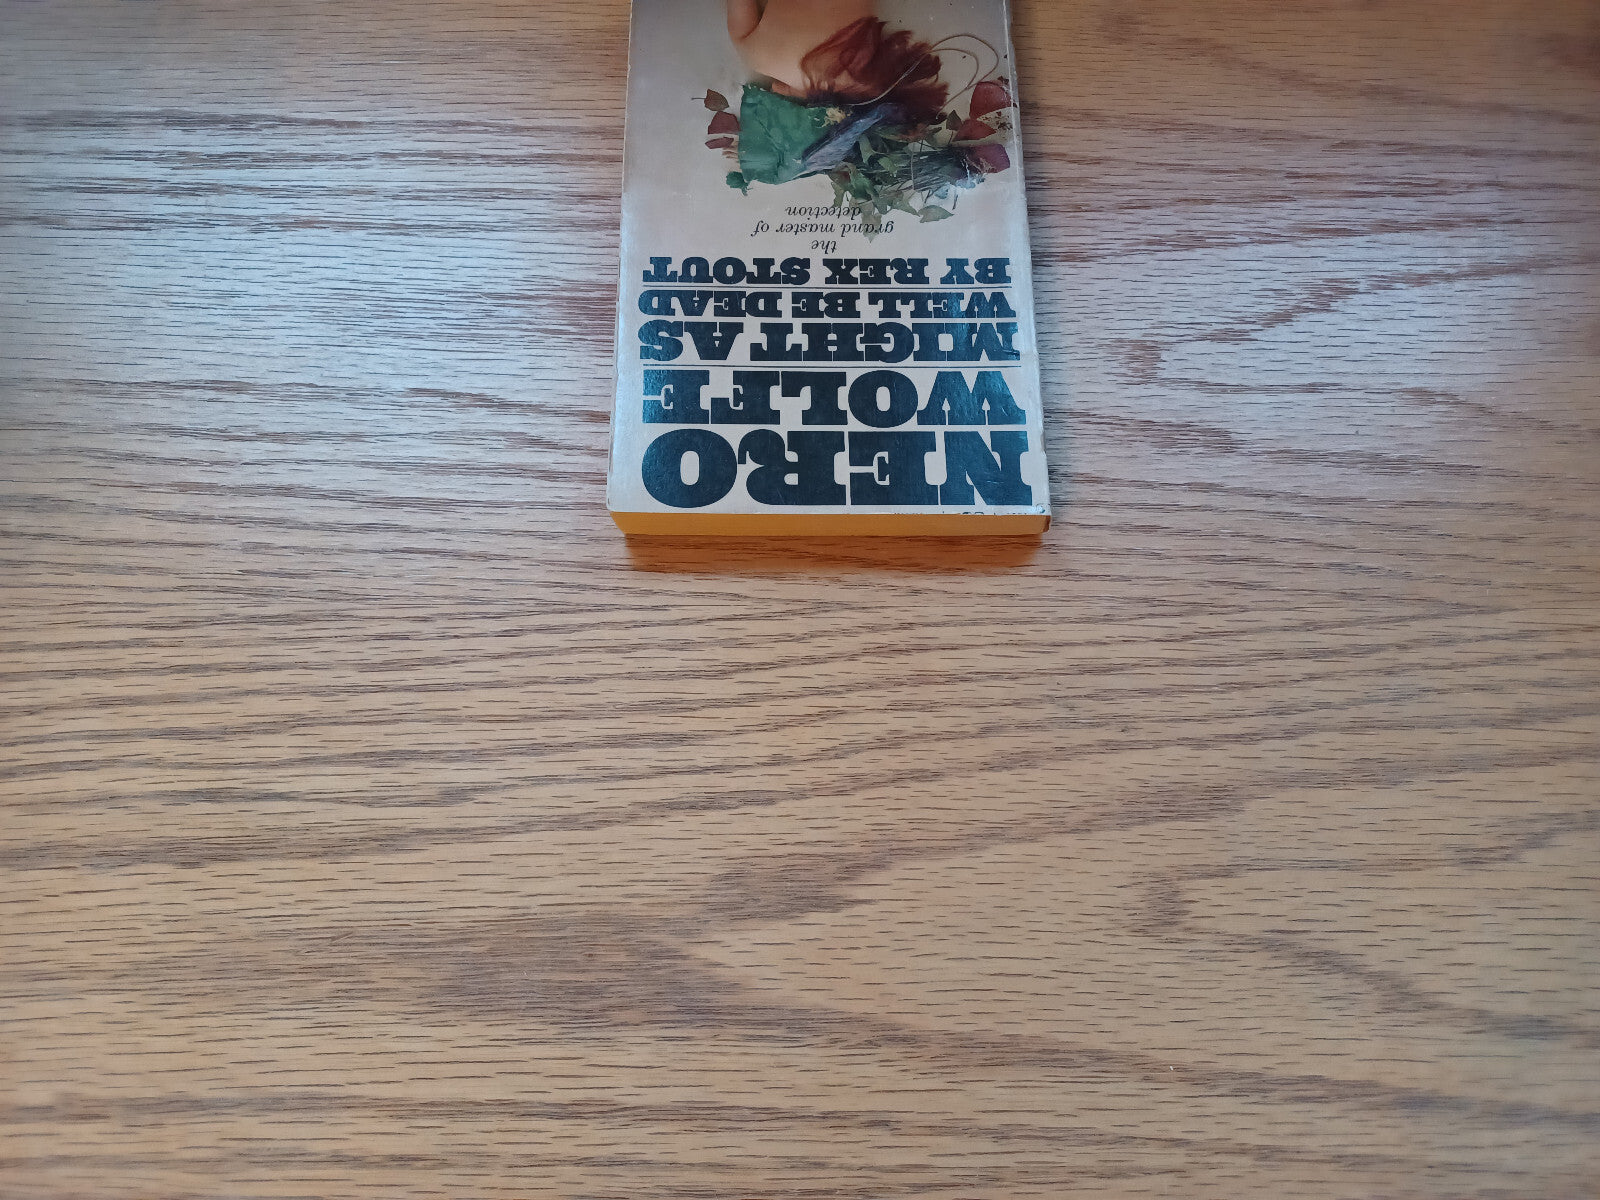 NERO
WOLFE
MIGHT AS
WELL BE DEAD
BY REX STOUT
the
grand master of
detection